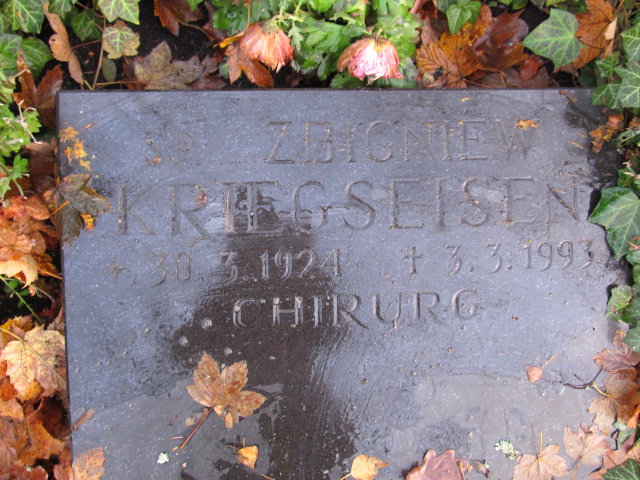 Ś.P. ZBIGNIEW
KRIEGSEISEN
* 30.3.1924 † 3.3.1993
CHIRURG